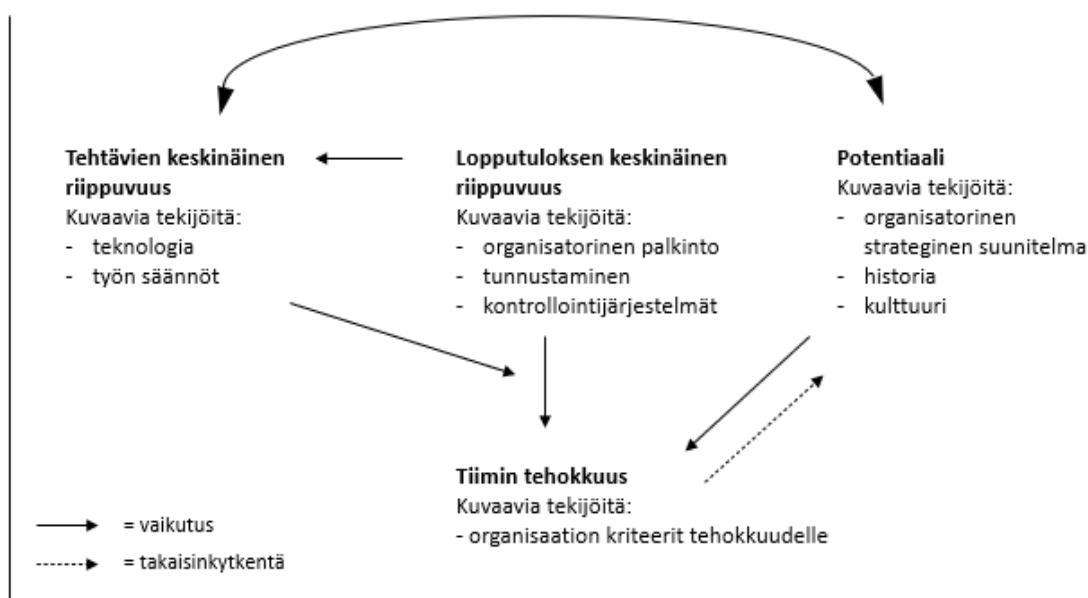 Tehtävien keskinäinen
riippuvuus
Kuvaavia tekijöitä:
- teknologia
- työn säännöt
Lopputuloksen keskinäinen
riippuvuus
Kuvaavia tekijöitä:
- organisatorinen palkinto
- tunnustaminen
- kontrollointijärjestelmät
Potentiaali
Kuvaavia tekijöitä:
- organisatorinen
strateginen suunitelma
- historia
- kulttuuri
Tiimin tehokkuus
Kuvaavia tekijöitä:
- organisaation kriteerit tehokkuudelle
= vaikutus
= takaisinkytkentä